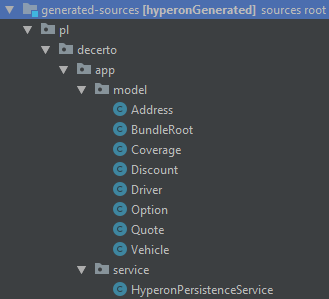 generated-sources [hyperonGenerated] sources root
pl
decerto
app
model
Address
BundleRoot
Coverage
Discount
Driver
Option
Quote
Vehicle
service
HyperonPersistenceService